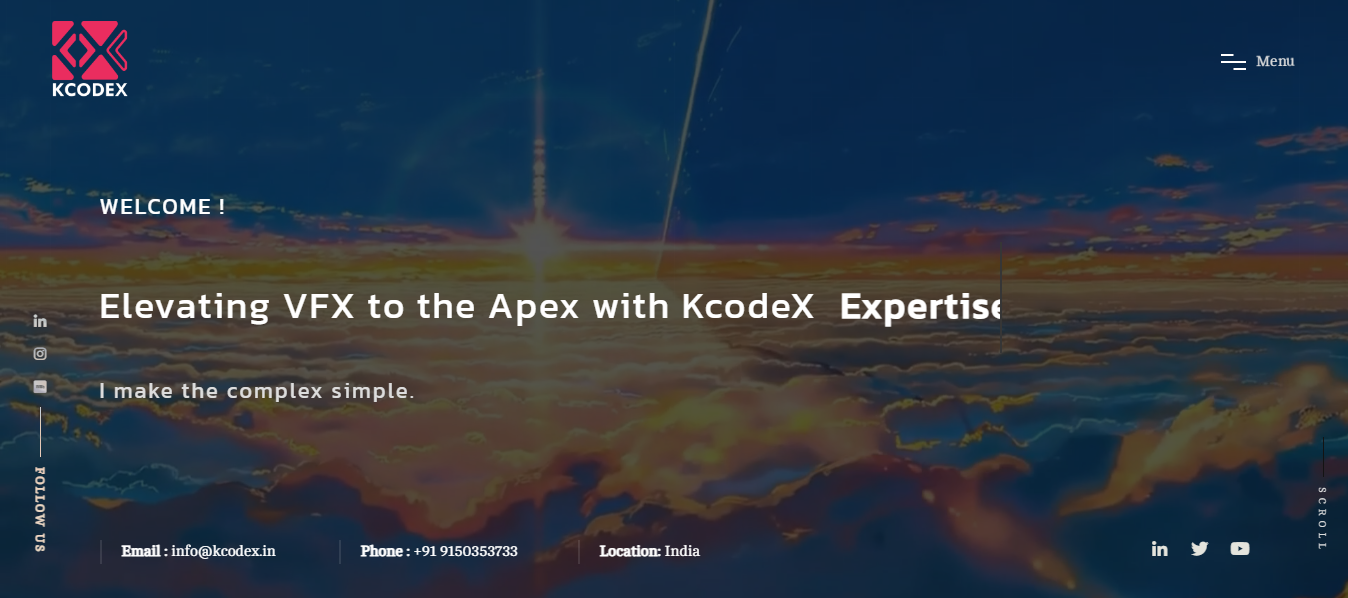 KCODEX
Menu
WELCOME !
Elevating VFX to the Apex with KcodeX Expertise
I make the complex simple.
FOLLOW US
SCROLL
Email : info@kcodex.in
Phone : +91 9150353733
Location: India